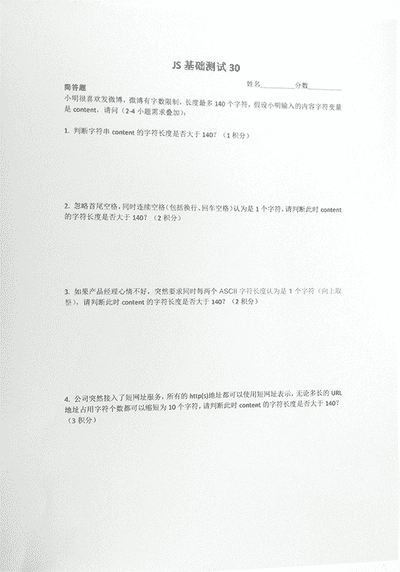 JS 基础测试 30
姓名________分数________
简答题
小明很喜欢发微博，微博有字数限制，长度最多 140 个字符，假设小明输入的内容字符变量
是 content，请问（2-4 小题需求叠加）：
1. 判断字符串 content 的字符长度是否大于 140？（1 积分）
2. 忽略首尾空格，同时连续空格（包括换行、回车空格）认为是 1 个字符，请判断此时 content
的字符长度是否大于 140？（2 积分）
3. 如果产品经理心情不好，突然要求同时每两个 ASCII 字符长度认为是 1 个字符（向上取
整），请判断此时 content 的字符长度是否大于 140？（2 积分）
4. 公司突然接入了短网址服务，所有的 http(s)地址都可以使用短网址表示，无论多长的 URL
地址占用字符个数都可以缩短为 10 个字符，请判断此时 content 的字符长度是否大于 140？
（3 积分）